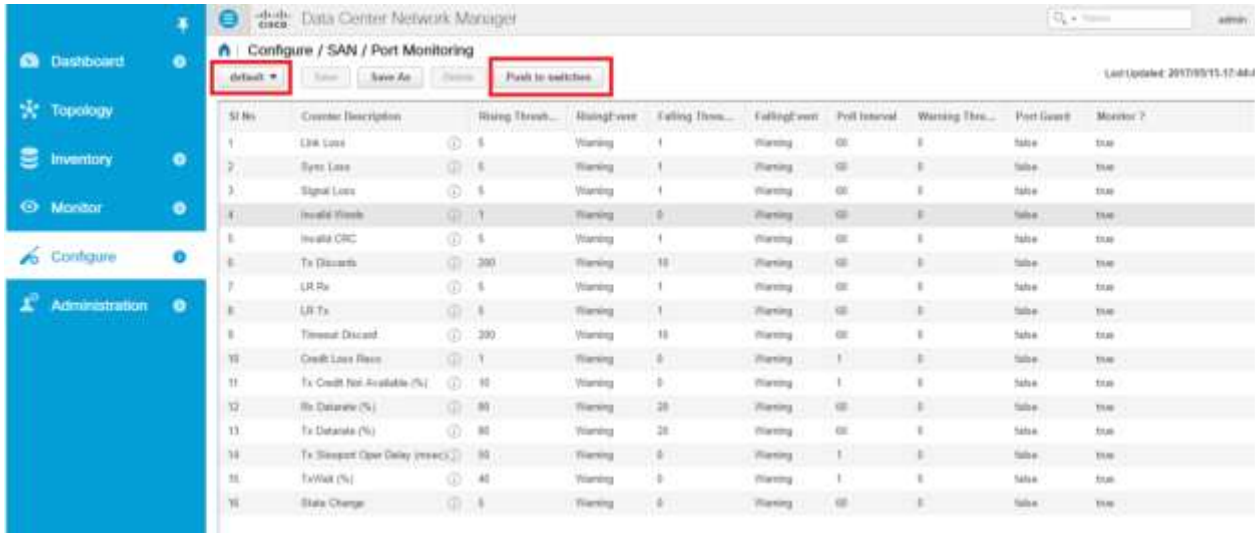 cisco Data Center Network Manager
admin
Configure / SAN / Port Monitoring
default Save Save As Delete Push to switches
Dashboard
Topology
Inventory
Monitor
Configure
Administration
Sl No Counter Description Rising Thresh... RisingEvent Falling Thres... FallingEvent Poll Interval Warning Thre... Port Guard Monitor ?
1 Link Loss 5 Warning 1 Warning 60 0 false true
2 Sync Loss 5 Warning 1 Warning 60 0 false true
3 Signal Loss 5 Warning 1 Warning 60 0 false true
4 Invalid Words 1 Warning 0 Warning 60 0 false true
5 Invalid CRC 5 Warning 1 Warning 60 0 false true
6 Tx Discards 200 Warning 10 Warning 60 0 false true
7 LR Rx 5 Warning 1 Warning 60 0 false true
8 LR Tx 5 Warning 1 Warning 60 0 false true
9 Timeout Discard 200 Warning 10 Warning 60 0 false true
10 Credit Loss Reco 1 Warning 0 Warning 1 0 false true
11 Tx Credit Not Available (%) 10 Warning 0 Warning 1 0 false true
12 Rx Datarate (%) 80 Warning 20 Warning 60 0 false true
13 Tx Datarate (%) 80 Warning 20 Warning 60 0 false true
14 Tx Slowport Oper Delay (msec) 50 Warning 0 Warning 1 0 false true
15 TxWait (%) 40 Warning 0 Warning 1 0 false true
16 State Change 5 Warning 0 Warning 60 0 false true